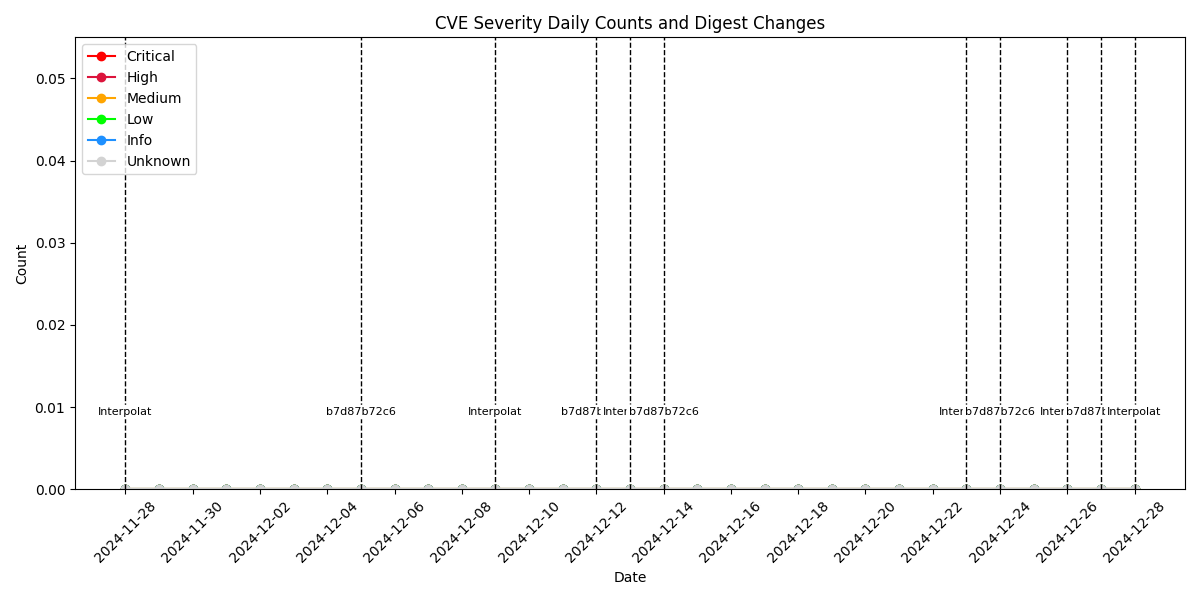 CVE Severity Daily Counts and Digest Changes
Critical
High
Medium
Low
Info
Unknown
Count
0.05
0.04
0.03
0.02
0.01
0.00
Interpolat
b7d87b72c6
Interpolat
b7d87b
Inter
b7d87b72c6
Inter
b7d87b72c6
Inter
b7d87b
Interpolat
2024-11-28
2024-11-30
2024-12-02
2024-12-04
2024-12-06
2024-12-08
2024-12-10
2024-12-12
2024-12-14
2024-12-16
2024-12-18
2024-12-20
2024-12-22
2024-12-24
2024-12-26
2024-12-28
Date